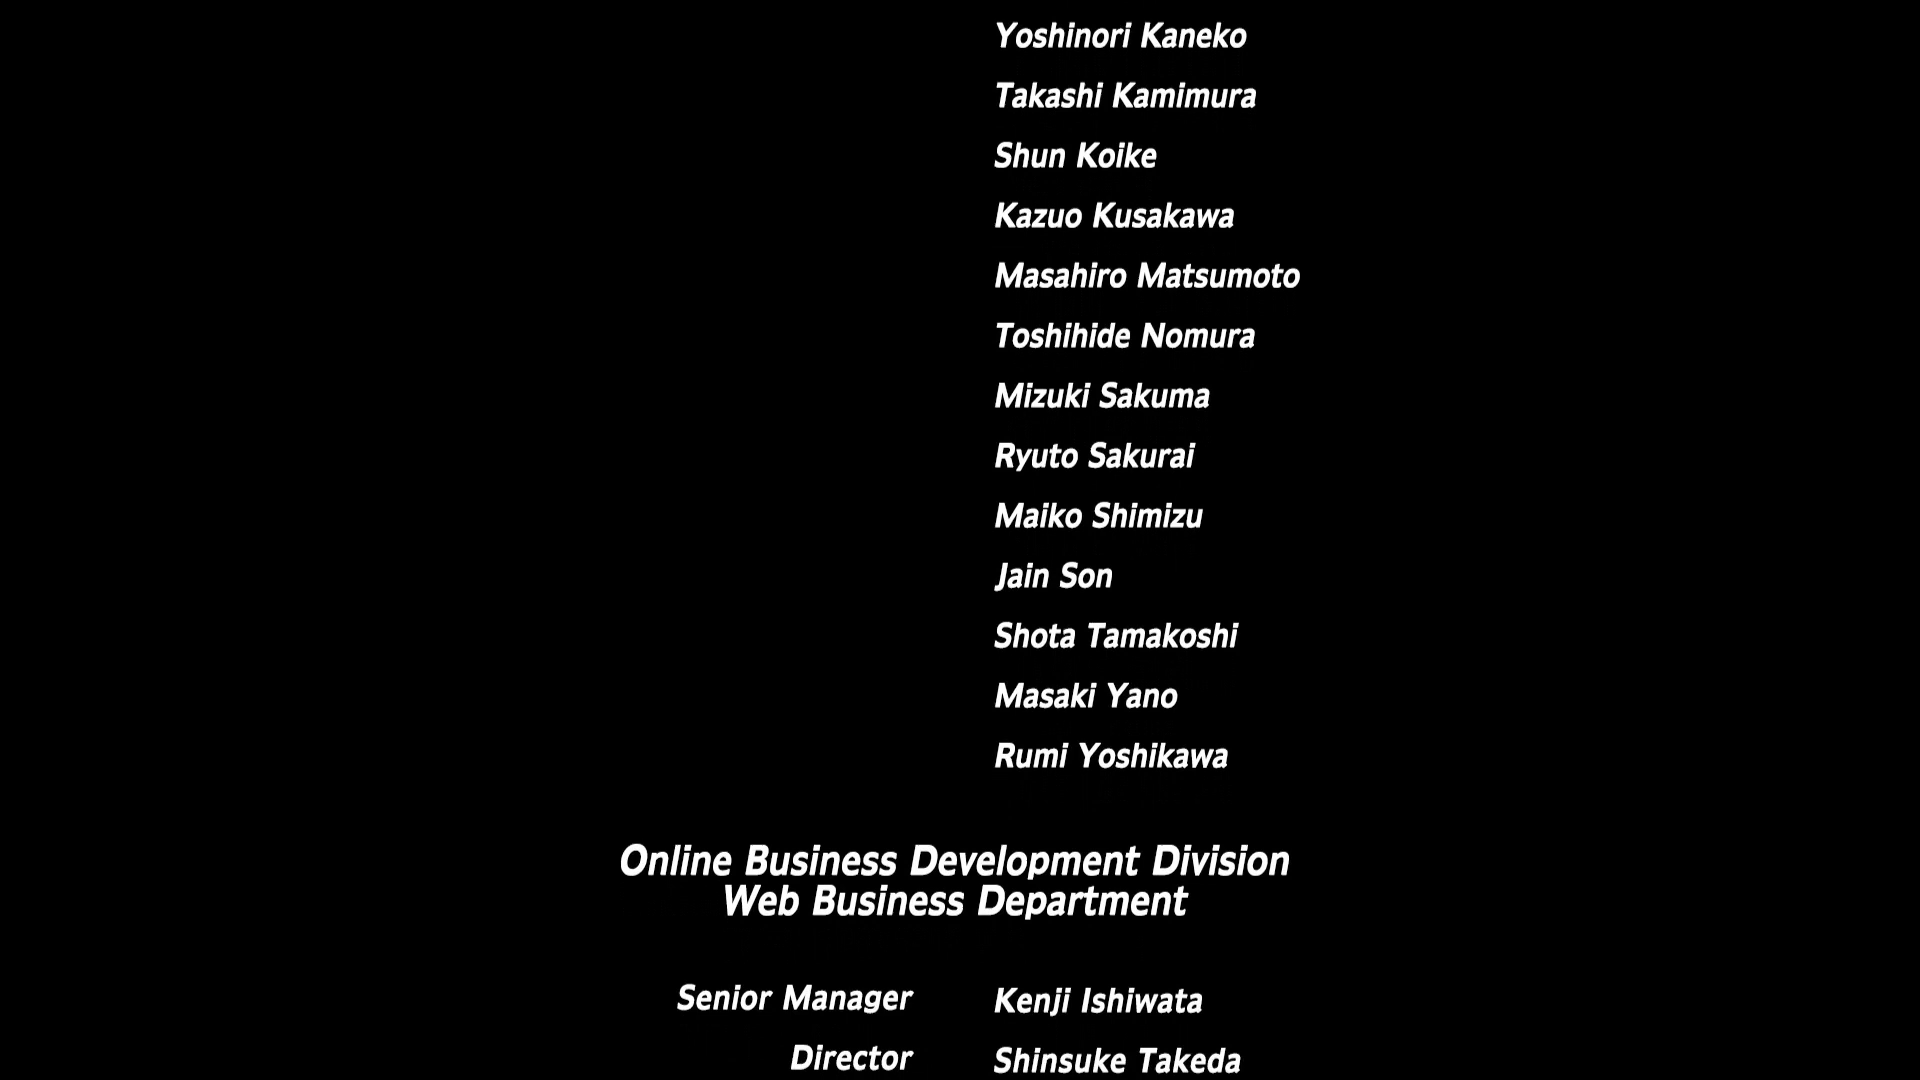 Yoshinori Kaneko
Takashi Kamimura
Shun Koike
Kazuo Kusakawa
Masahiro Matsumoto
Toshihide Nomura
Mizuki Sakuma
Ryuto Sakurai
Maiko Shimizu
Jain Son
Shota Tamakoshi
Masaki Yano
Rumi Yoshikawa
Online Business Development Division
Web Business Department
Senior Manager Kenji Ishiwata
Director Shinsuke Takeda